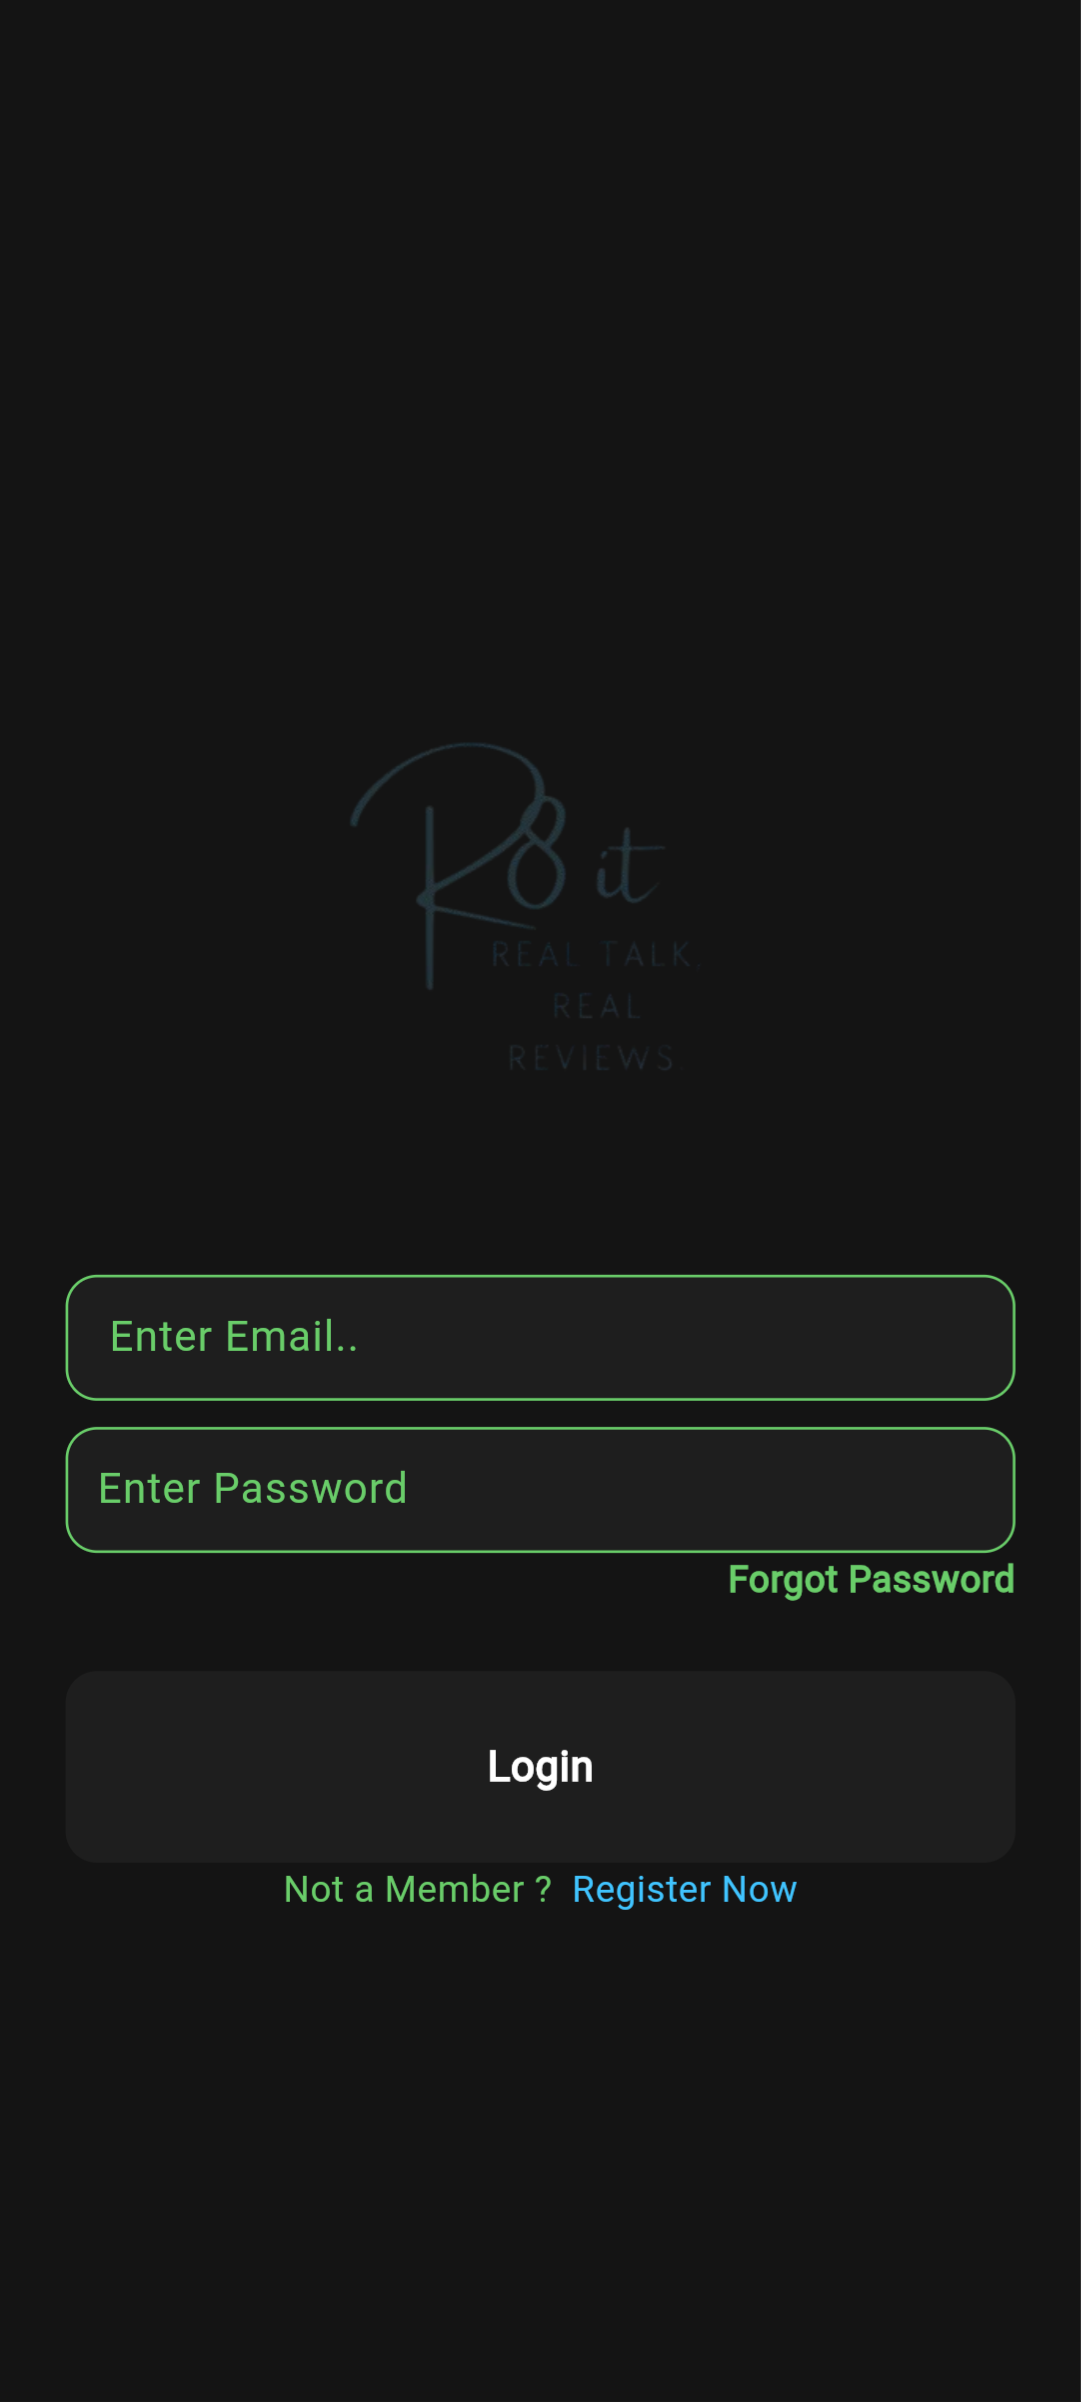 R8 it
REAL TALK.
REAL
REVIEWS.
Enter Email..
Enter Password
Forgot Password
Login
Not a Member ? Register Now